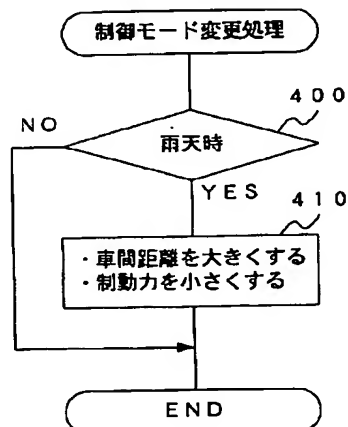 制御モード変更処理
400
NO
雨天時
YES
410
・車間距離を大きくする
・制動力を小さくする
END